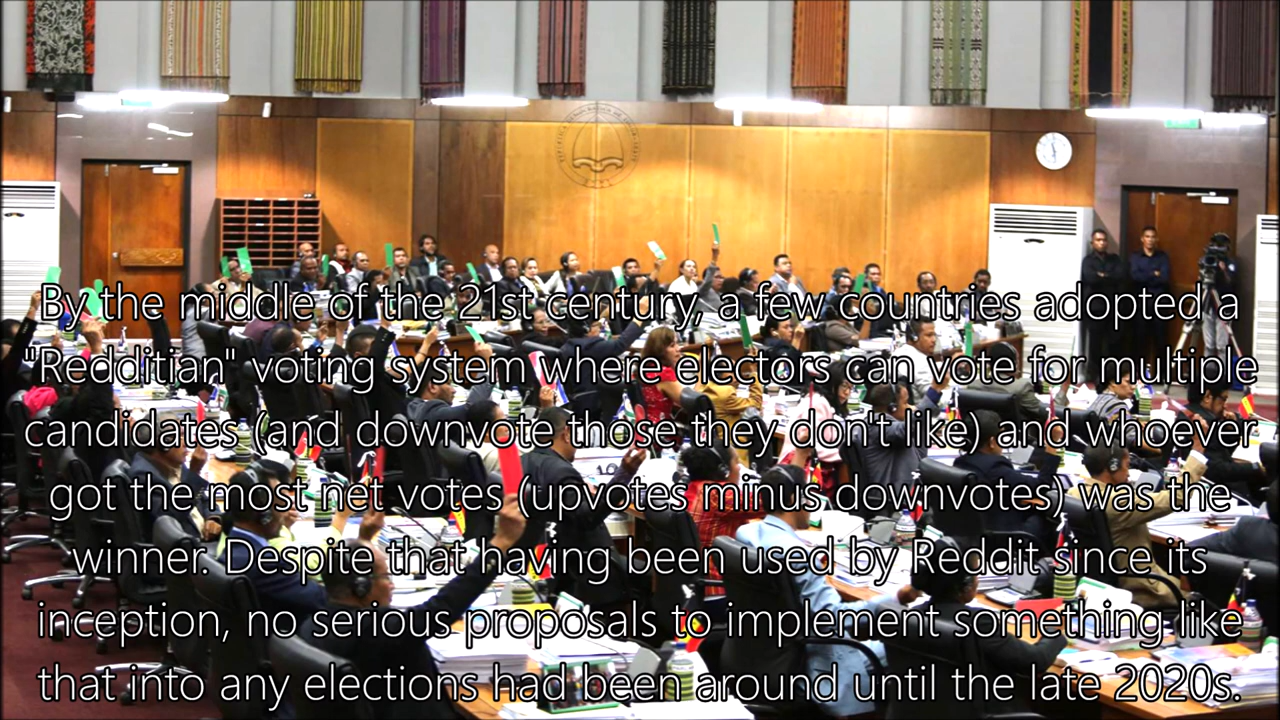 By the middle of the 21st century, a few countries adopted a
"Redditian" voting system where electors can vote for multiple
candidates (and downvote those they don't like) and whoever
got the most net votes (upvotes minus downvotes) was the
winner. Despite that having been used by Reddit since its
inception, no serious proposals to implement something like
that into any elections had been around until the late 2020s.